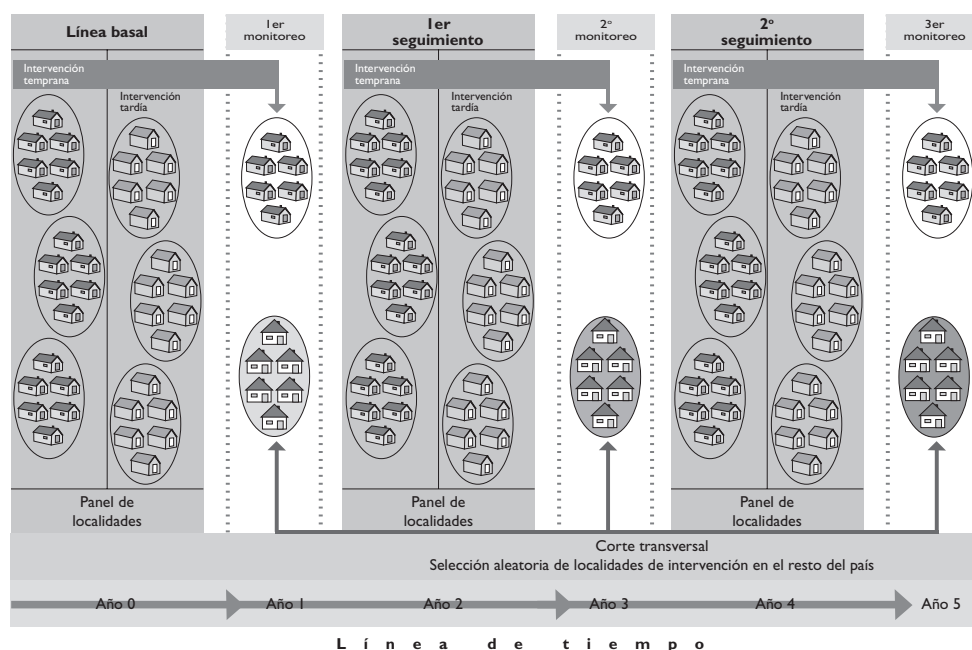 Línea basal
1er
monitoreo
1er
seguimiento
2º
monitoreo
2º
seguimiento
3er
monitoreo
Intervención
temprana
Intervención
tardía
Intervención
temprana
Intervención
tardía
Intervención
temprana
Intervención
tardía
Panel de
localidades
Panel de
localidades
Panel de
localidades
Corte transversal
Selección aleatoria de localidades de intervención en el resto del país
Año 0
Año 1
Año 2
Año 3
Año 4
Año 5
Línea de tiempo